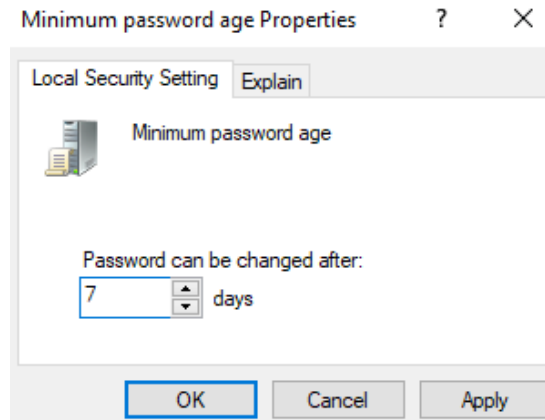 Minimum password age Properties ?
Local Security Setting Explain
Minimum password age
Password can be changed after:
7 days
OK Cancel Apply